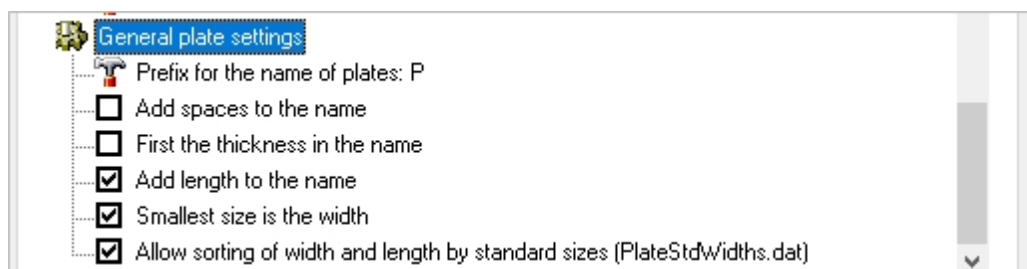 General plate settings
Prefix for the name of plates: P
Add spaces to the name
First the thickness in the name
Add length to the name
Smallest size is the width
Allow sorting of width and length by standard sizes (PlateStdWidths.dat)